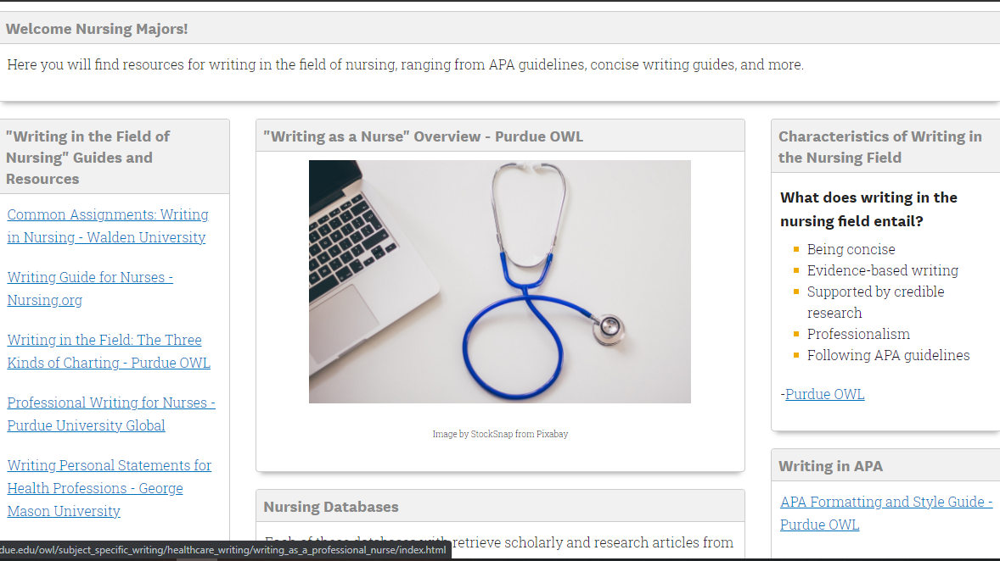 Welcome Nursing Majors!
Here you will find resources for writing in the field of nursing, ranging from APA guidelines, concise writing guides, and more.
"Writing in the Field of
Nursing" Guides and
Resources
Common Assignments: Writing
in Nursing - Walden University
Writing Guide for Nurses -
Nursing.org
Writing in the Field: The Three
Kinds of Charting - Purdue OWL
Professional Writing for Nurses -
Purdue University Global
Writing Personal Statements for
Health Professions - George
Mason University
"Writing as a Nurse" Overview - Purdue OWL
Image by StockSnap from Pixabay
Nursing Databases
Each of these databases with retrieve scholarly and research articles from
Characteristics of Writing in
the Nursing Field
What does writing in the
nursing field entail?
Being concise
Evidence-based writing
Supported by credible
research
Professionalism
Following APA guidelines
-Purdue OWL
Writing in APA
APA Formatting and Style Guide -
Purdue OWL
due.edu/owl/subject_specific_writing/healthcare_writing/writing_as_a_professional_nurse/index.html